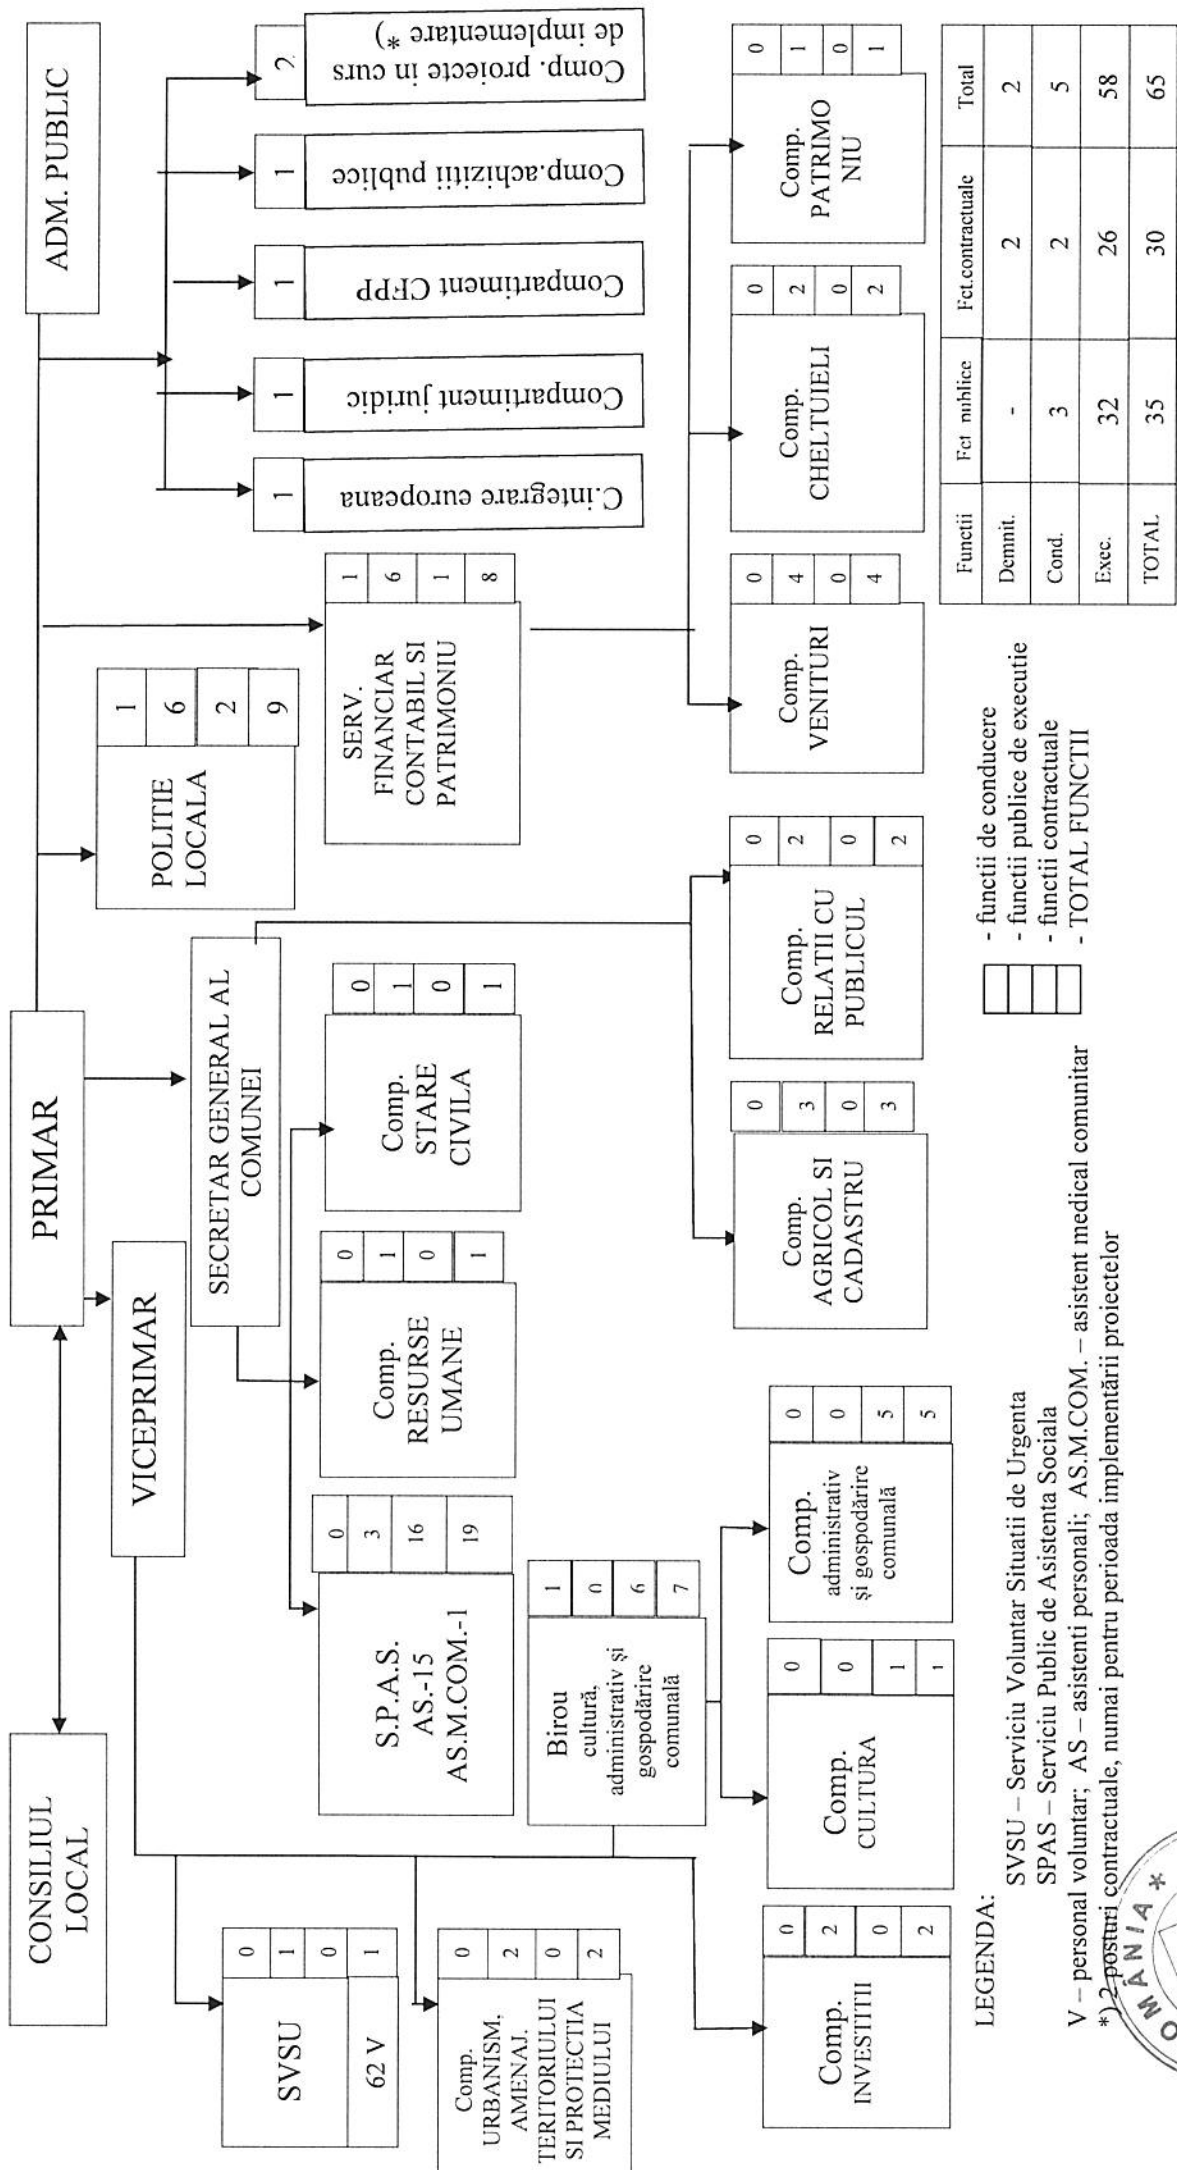 CONSILIUL
LOCAL
PRIMAR
ADM. PUBLIC
VICEPRIMAR
SECRETAR GENERAL AL
COMUNEI
POLITIE
LOCALA
1
6
2
9
SERV.
FINANCIAR
CONTABIL SI
PATRIMONIU
1
6
1
8
1
C.integrare europeana
1
Compartiment juridic
1
Compartiment CFPP
1
Comp.achizitii publice
2
Comp. proiecte in curs
de implementare *)
SVSU
62 V
0
1
0
1
S.P.A.S.
AS.-15
AS.M.COM.-1
0
3
16
19
Comp.
RESURSE
UMANE
0
1
0
1
Comp.
STARE
CIVILA
0
1
0
1
Comp.
URBANISM,
AMENAJ.
TERITORIULUI
SI PROTECTIA
MEDIULUI
0
2
0
2
Birou
cultură,
administrativ și
gospodărire
comunală
1
0
6
7
Comp.
INVESTITII
0
2
0
2
Comp.
CULTURA
0
0
1
1
Comp.
administrativ
și gospodărire
comunală
0
0
5
5
Comp.
AGRICOL SI
CADASTRU
0
3
0
3
Comp.
RELATII CU
PUBLICUL
0
2
0
2
Comp.
VENITURI
0
4
0
4
Comp.
CHELTUIELI
0
2
0
2
Comp.
PATRIMO
NIU
0
1
0
1
LEGENDA:
SVSU – Serviciu Voluntar Situatii de Urgenta
SPAS – Serviciu Public de Asistenta Sociala
V – personal voluntar; AS – asistenti personali; AS.M.COM. – asistent medical comunitar
*) 2 posturi contractuale, numai pentru perioada implementării proiectelor
- functii de conducere
- functii publice de executie
- functii contractuale
- TOTAL FUNCTII
Functii Fct Fct.contractuale Total
Demnit. - 2 2
Cond. 3 2 5
Exec. 32 26 58
TOTAL 35 30 65
OMÂNIA *